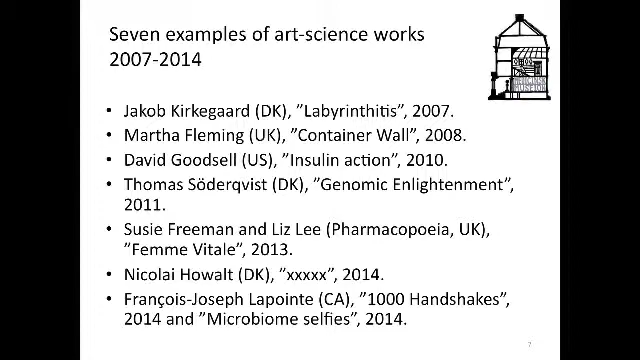 Seven examples of art-science works
2007-2014
• Jakob Kirkegaard (DK), ”Labyrinthitis”, 2007.
• Martha Fleming (UK), ”Container Wall”, 2008.
• David Goodsell (US), ”Insulin action”, 2010.
• Thomas Söderqvist (DK), ”Genomic Enlightenment”,
2011.
• Susie Freeman and Liz Lee (Pharmacopoeia, UK),
”Femme Vitale”, 2013.
• Nicolai Howalt (DK), ”xxxxx”, 2014.
• François-Joseph Lapointe (CA), ”1000 Handshakes”,
2014 and ”Microbiome selfies”, 2014.
7